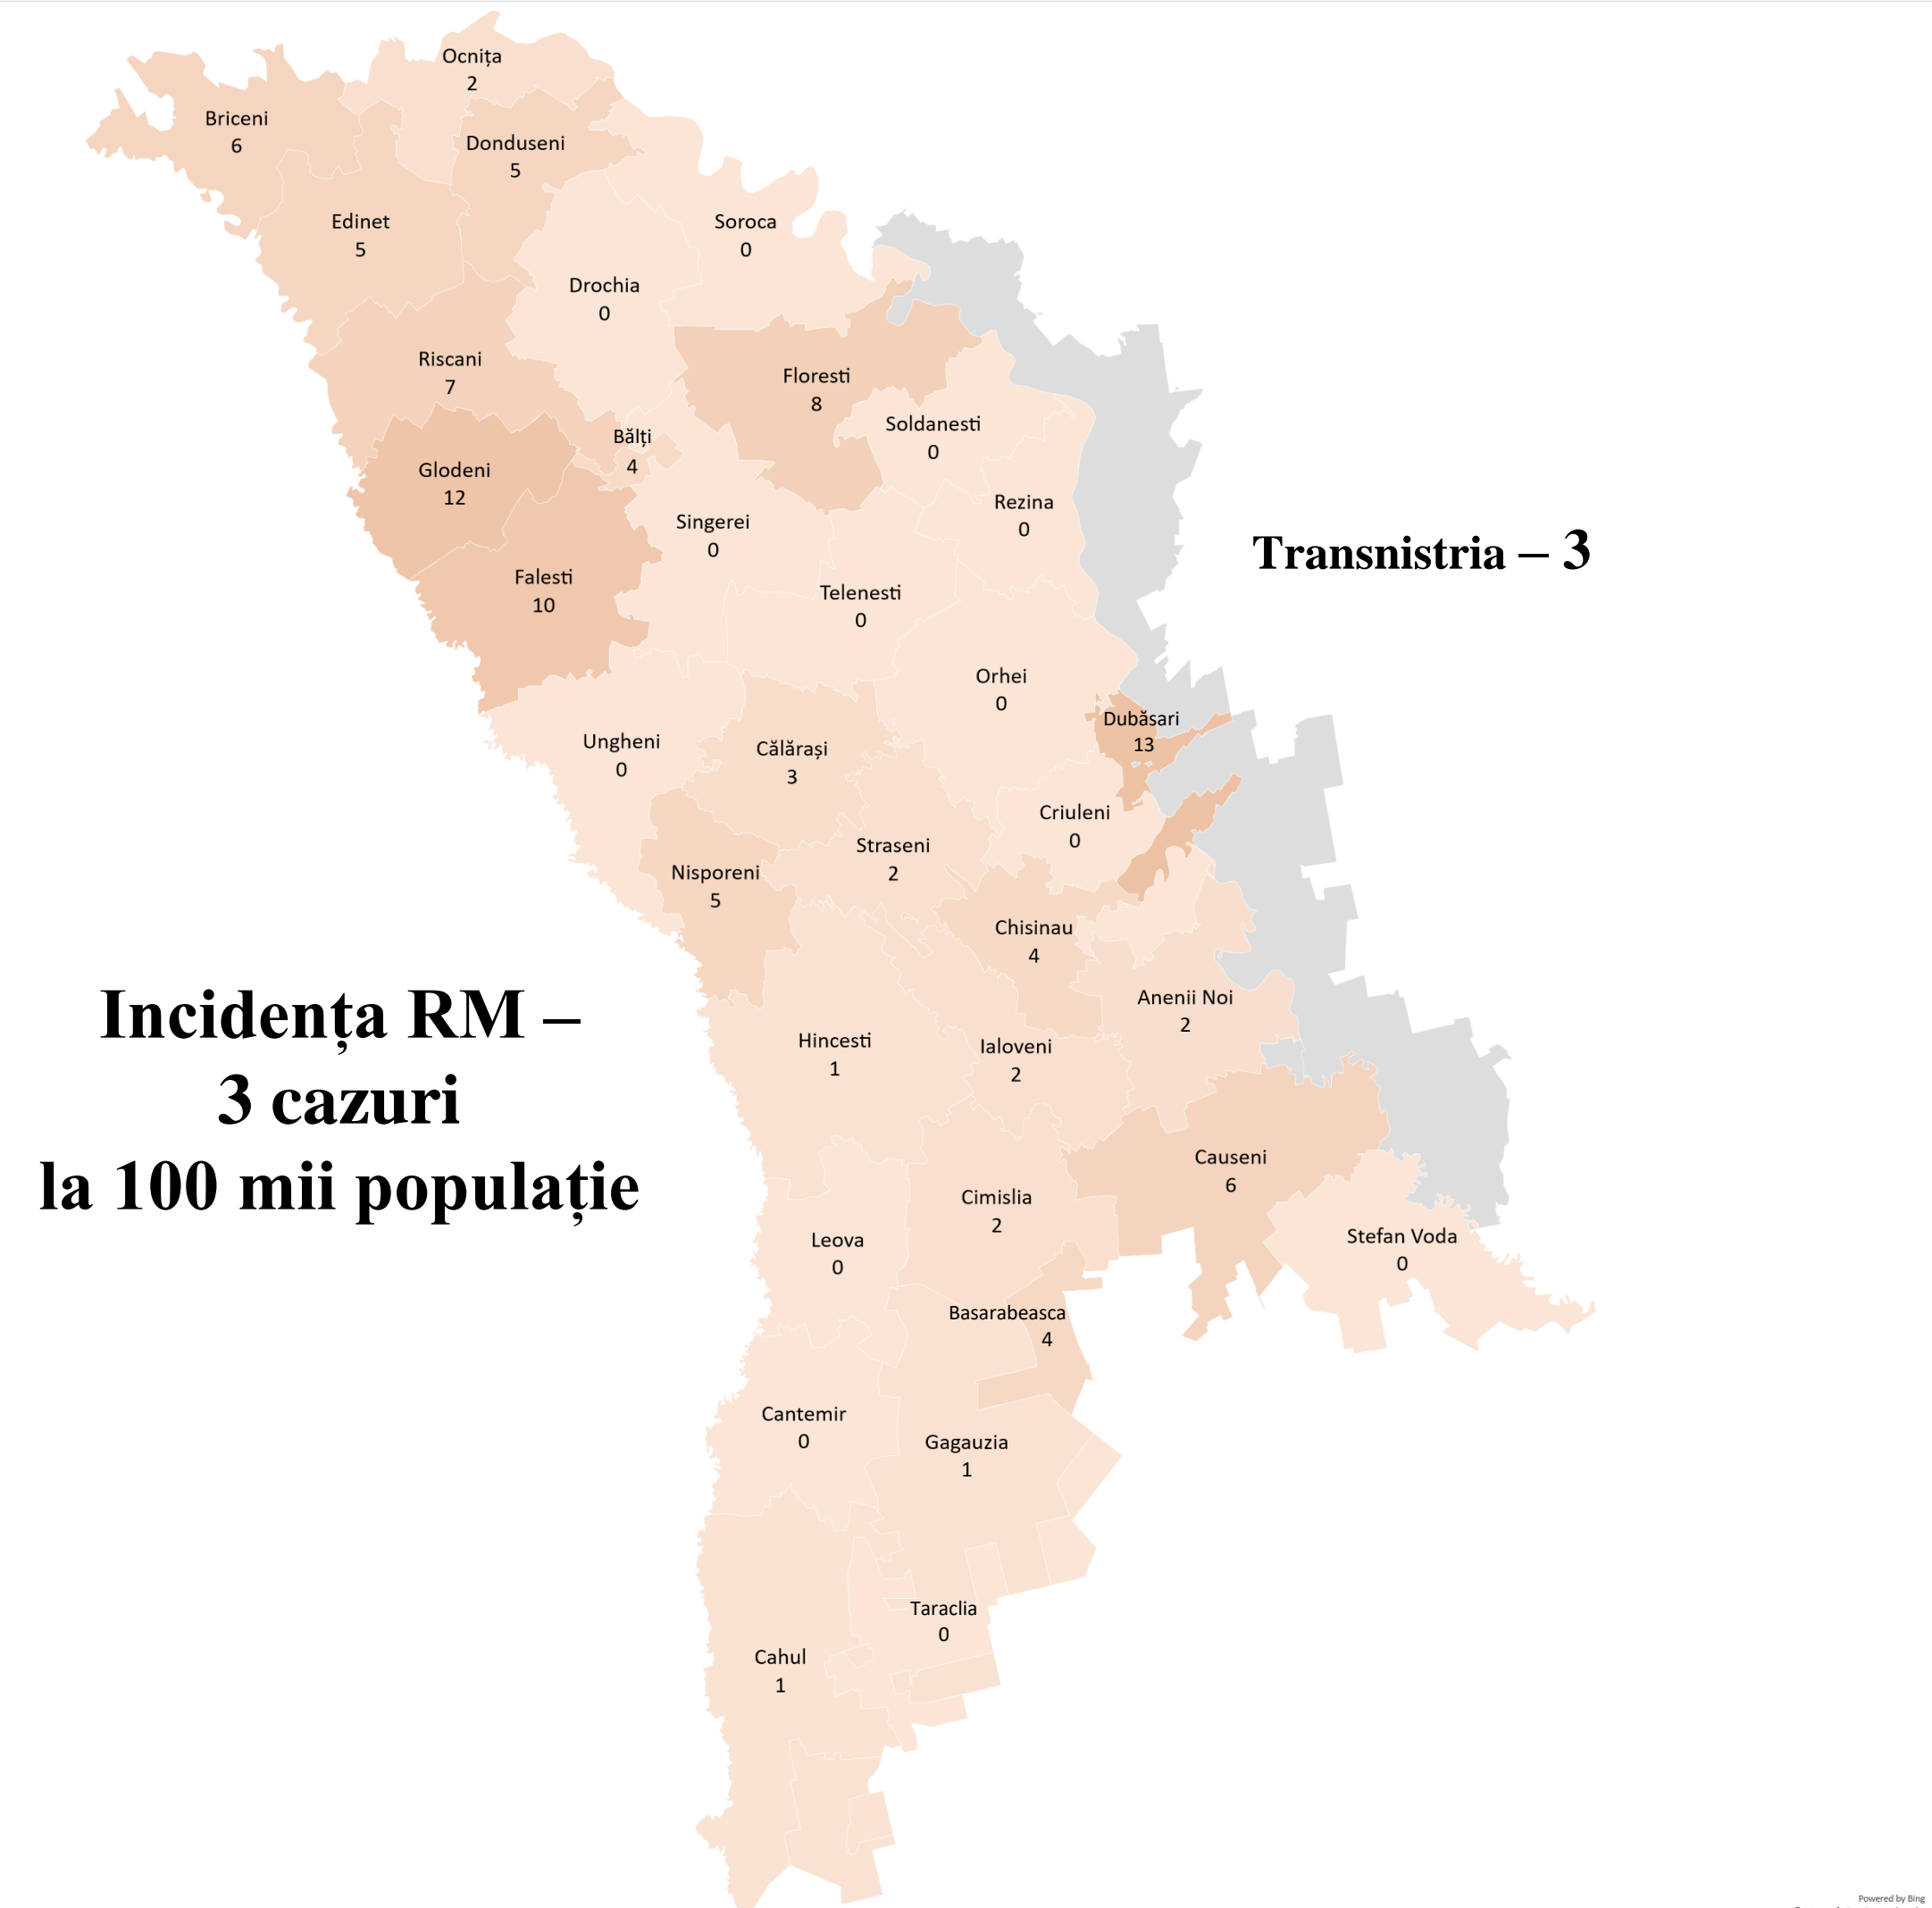 Ocnița
2
Briceni
6
Donduseni
5
Edinet
5
Soroca
0
Drochia
0
Riscani
7
Floresti
8
Soldanesti
0
Bălți
4
Glodeni
12
Rezina
0
Singerei
0
Transnistria – 3
Falesti
10
Telenesti
0
Orhei
0
Dubăsari
13
Ungheni
0
Călărași
3
Criuleni
0
Straseni
2
Nisporeni
5
Chisinau
4
Anenii Noi
2
Incidența RM –
3 cazuri
la 100 mii populație
Hincesti
1
Ialoveni
2
Causeni
6
Cimislia
2
Stefan Voda
0
Leova
0
Basarabeasca
4
Cantemir
0
Gagauzia
1
Taraclia
0
Cahul
1
Powered by Bing